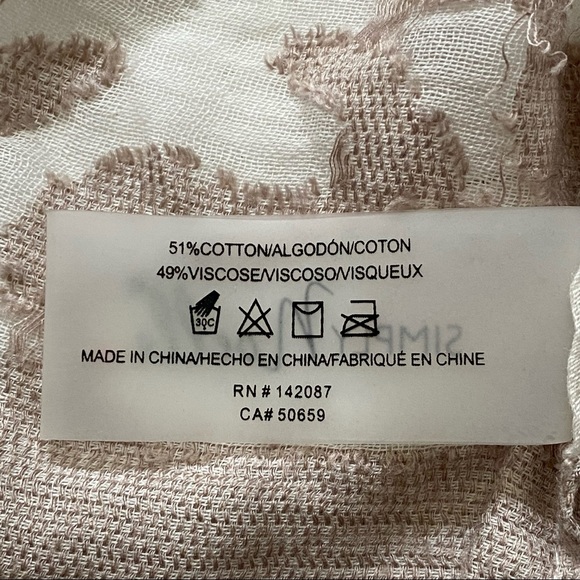 51%COTTON/ALGODÓN/COTON
49%VISCOSE/VISCOSO/VISQUEUX
30C
MADE IN CHINA/HECHO EN CHINA/FABRIQUÉ EN CHINE
RN # 142087
CA# 50659